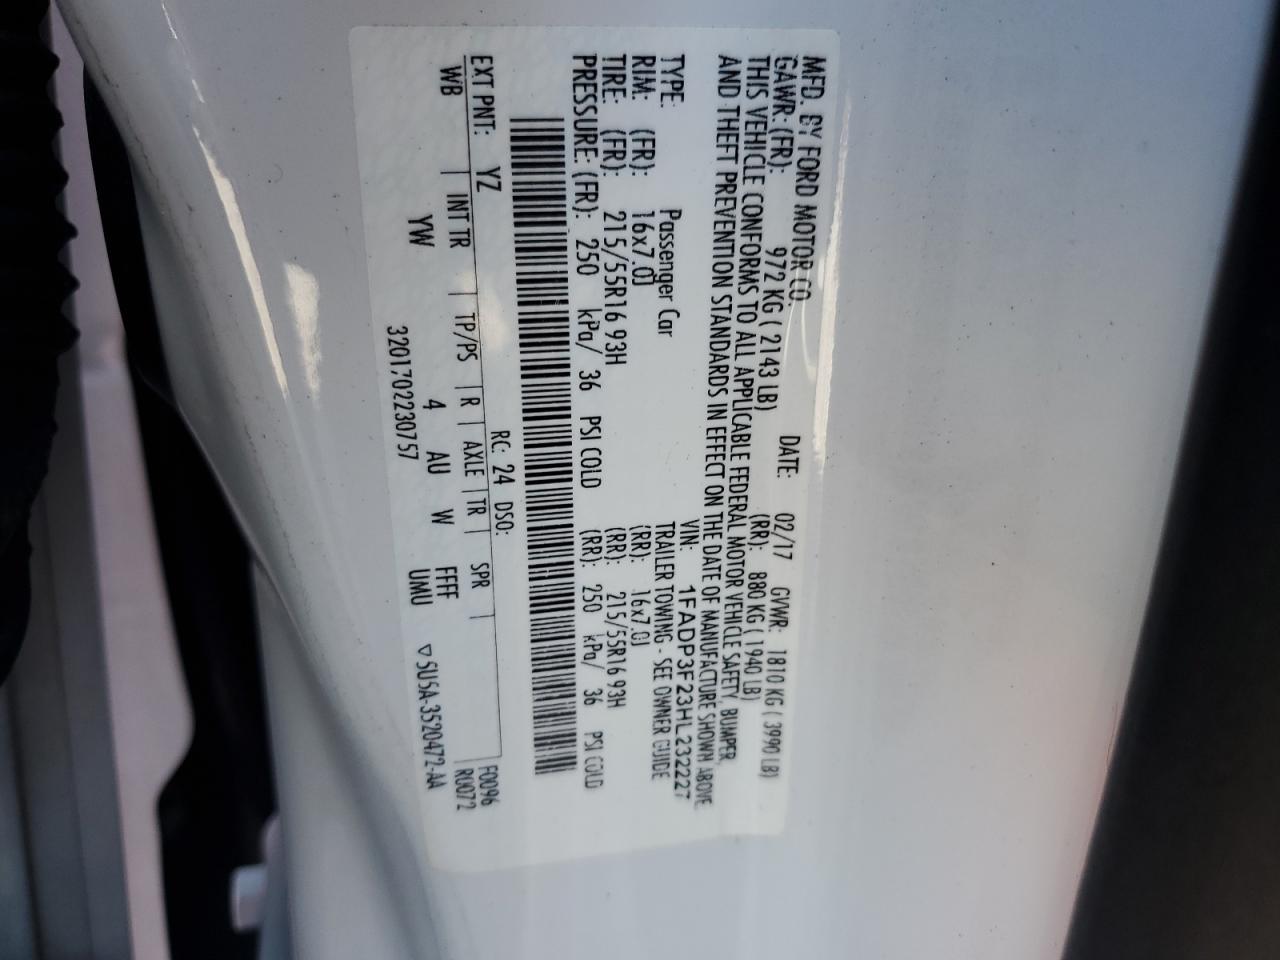 MFD. BY FORD MOTOR CO.
DATE: 02/17 GVWR: 1810 KG ( 3990 LB)
GAWR: (FR): 972 KG ( 2143 LB) (RR): 880 KG ( 1940 LB)
THIS VEHICLE CONFORMS TO ALL APPLICABLE FEDERAL MOTOR VEHICLE SAFETY, BUMPER,
AND THEFT PREVENTION STANDARDS IN EFFECT ON THE DATE OF MANUFACTURE SHOWN ABOVE.
VIN: 1FADP3F23HL232227
TYPE: Passenger Car TRAILER TOWING - SEE OWNER GUIDE
RIM: (FR): 16x7.0J (RR): 16x7.0J
TIRE: (FR): 215/55R16 93H (RR): 215/55R16 93H
PRESSURE: (FR): 250 kPa/ 36 PSI COLD (RR): 250 kPa/ 36 PSI COLD
EXT PNT: YZ RC: 24 DSO: F0096
WB | INT TR | TP/PS | R | AXLE | TR | SPR | R0072
YW 4 AU W FFFF
UMU
3201702230757 ▽5U5A-3520472-AA